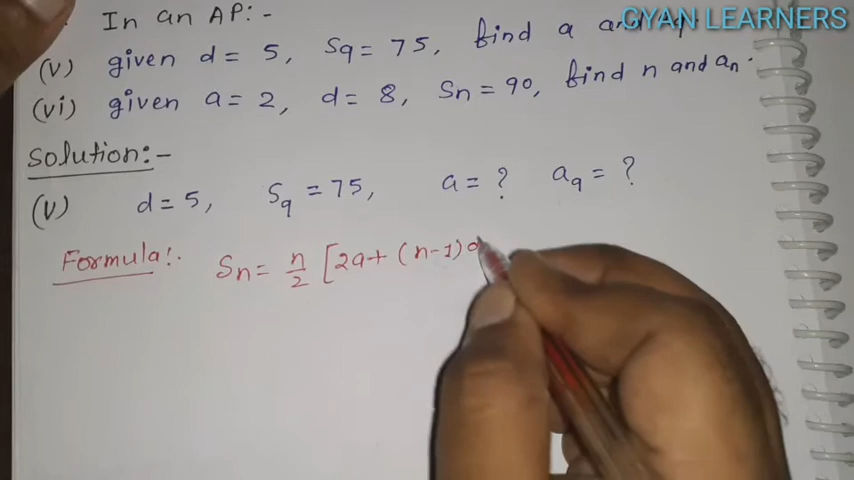 GYAN LEARNERS
In an AP:-
(v) given d = 5, S9 = 75, find a and
(vi) given a = 2, d = 8, Sn = 90, find n and an.
Solution:-
(v) d = 5, S9 = 75, a = ? a9 = ?
Formula:. Sn = n/2 [2a + (n-1)